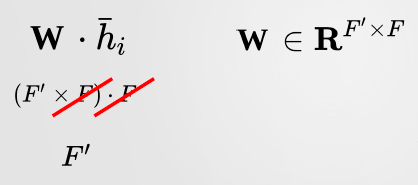 𝐖 · h̄ᵢ
𝐖 ∈ 𝐑^{F′×F}
(F′ × F) · F
F′